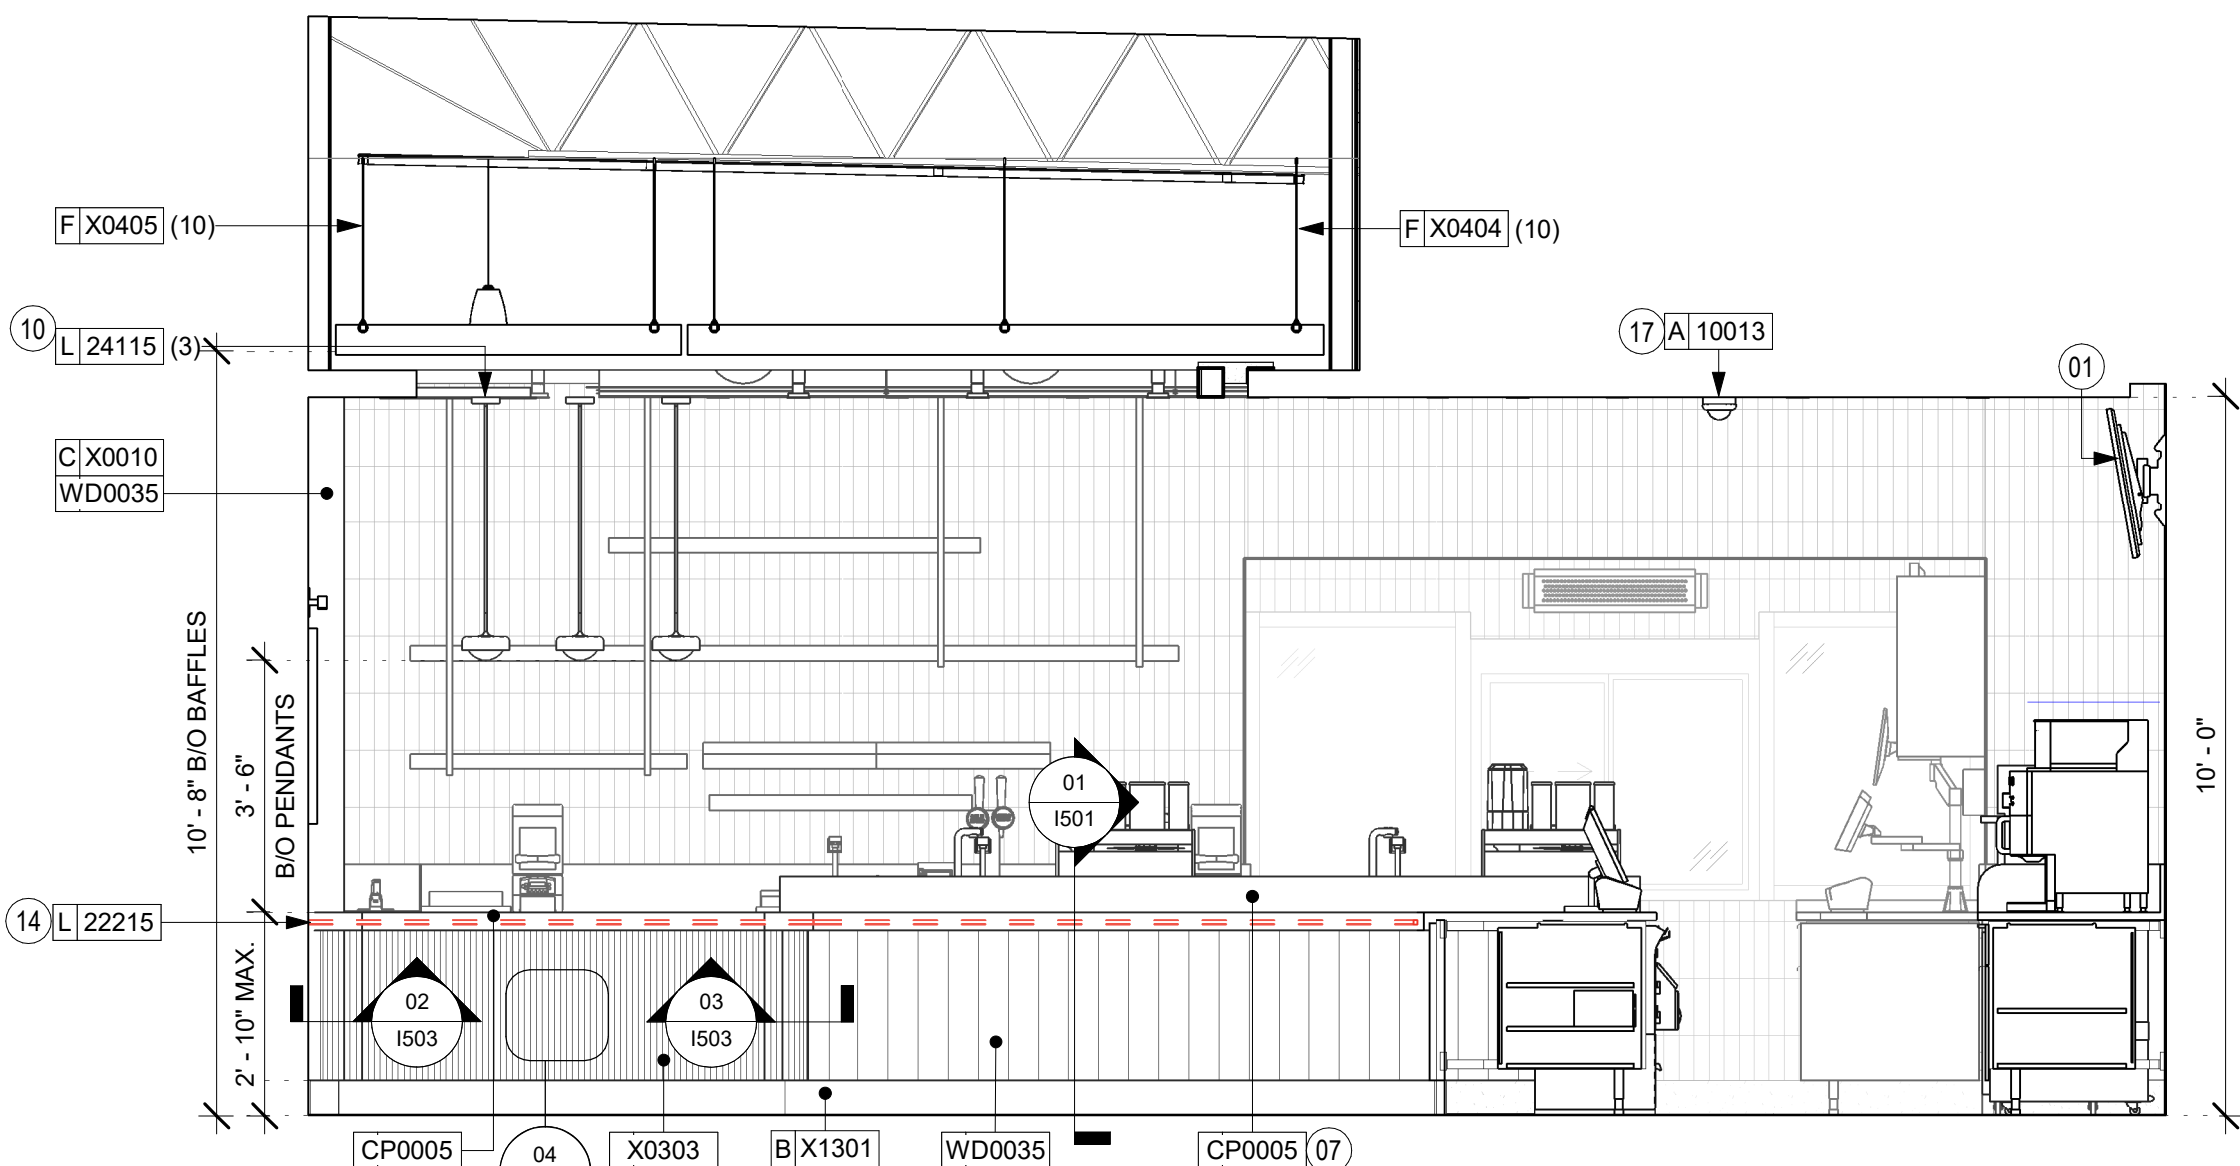 F X0405 (10)
F X0404 (10)
10
L 24115 (3)
17 A 10013
01
C X0010
WD0035
10' - 8" B/O BAFFLES
3' - 6"
B/O PENDANTS
10' - 0"
01
I501
14 L 22215
2' - 10" MAX.
02
I503
03
I503
CP0005
04
X0303
B X1301
WD0035
CP0005 07